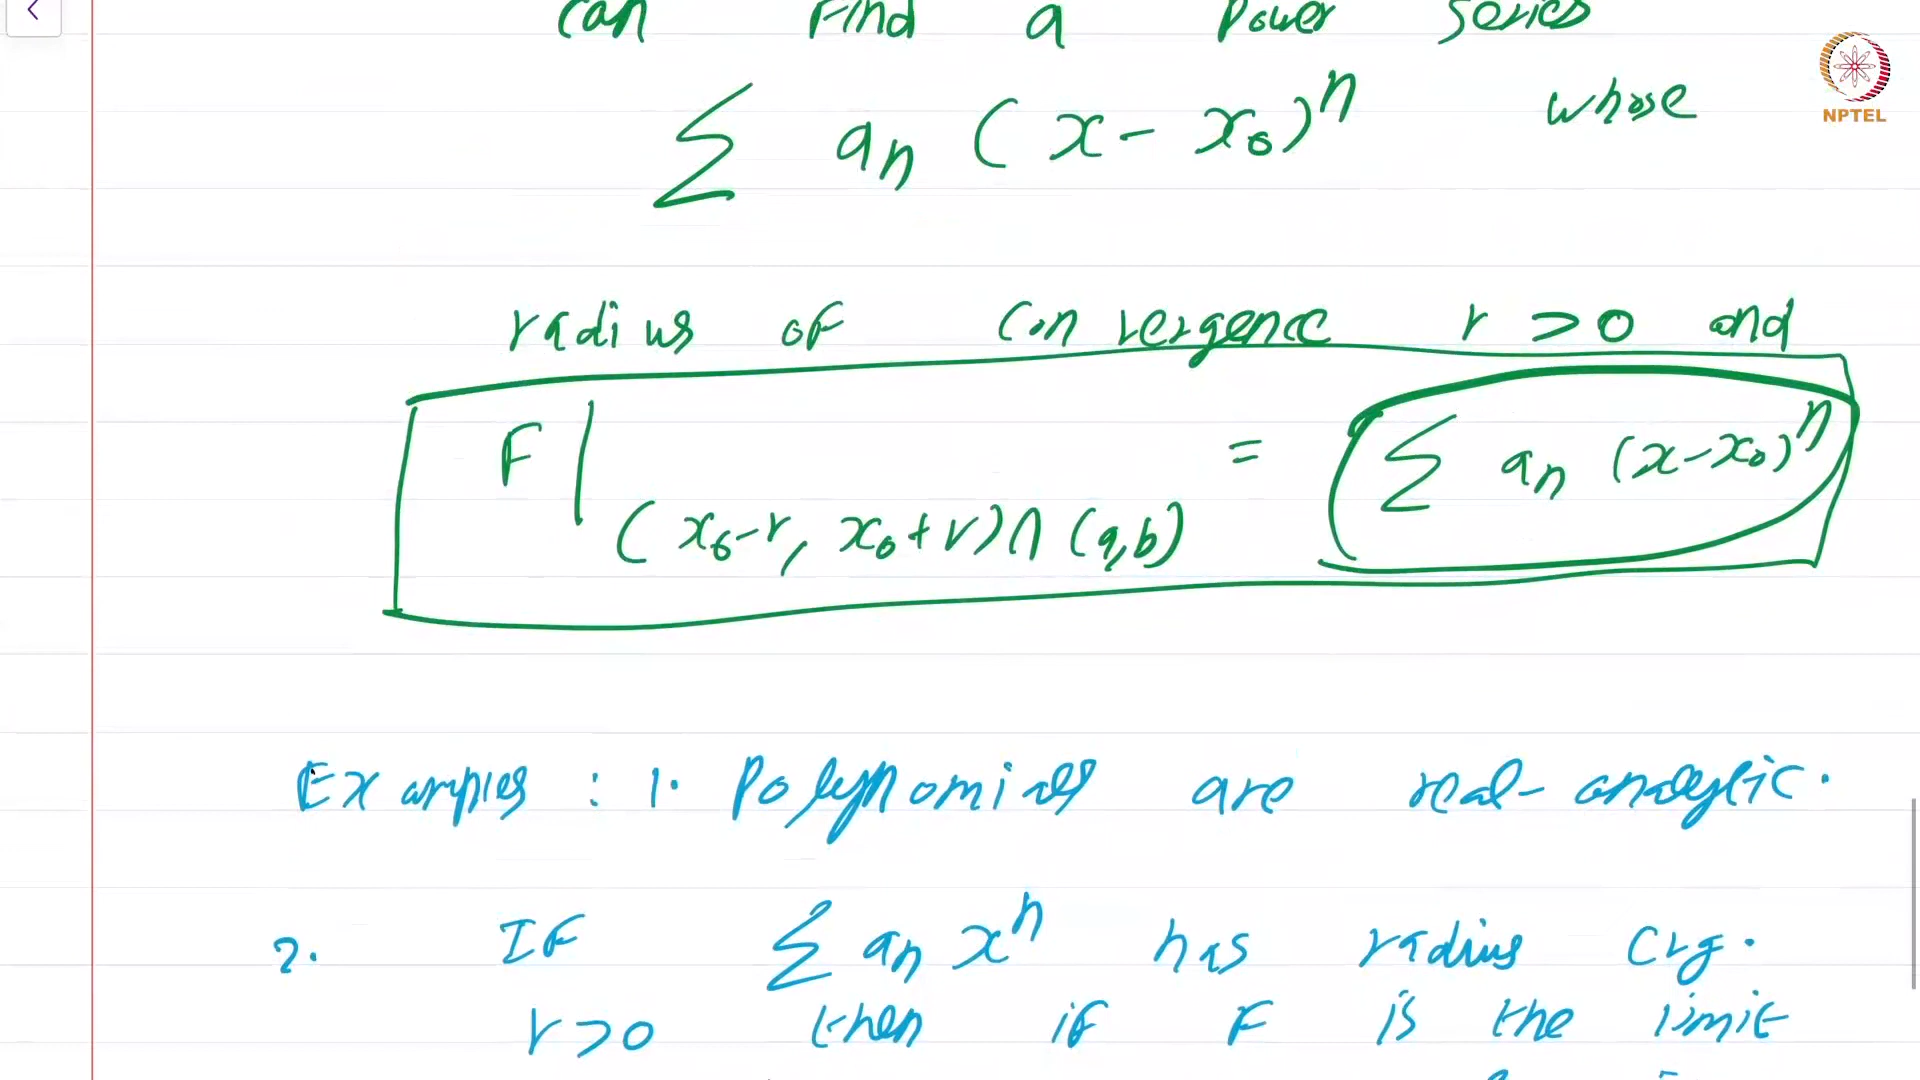 can find a power series
∑ aₙ (x - x₀)ⁿ whose
NPTEL
radius of convergence r > 0 and
F |₍ₓ₀₋ᵣ, ₓ₀₊ᵣ₎ ∩ (a,b) = ∑ aₙ (x-x₀)ⁿ
Examples : 1. Polynomials are real-analytic.
2. IF ∑ aₙ xⁿ has radius crg.
r > 0 then if F is the limit